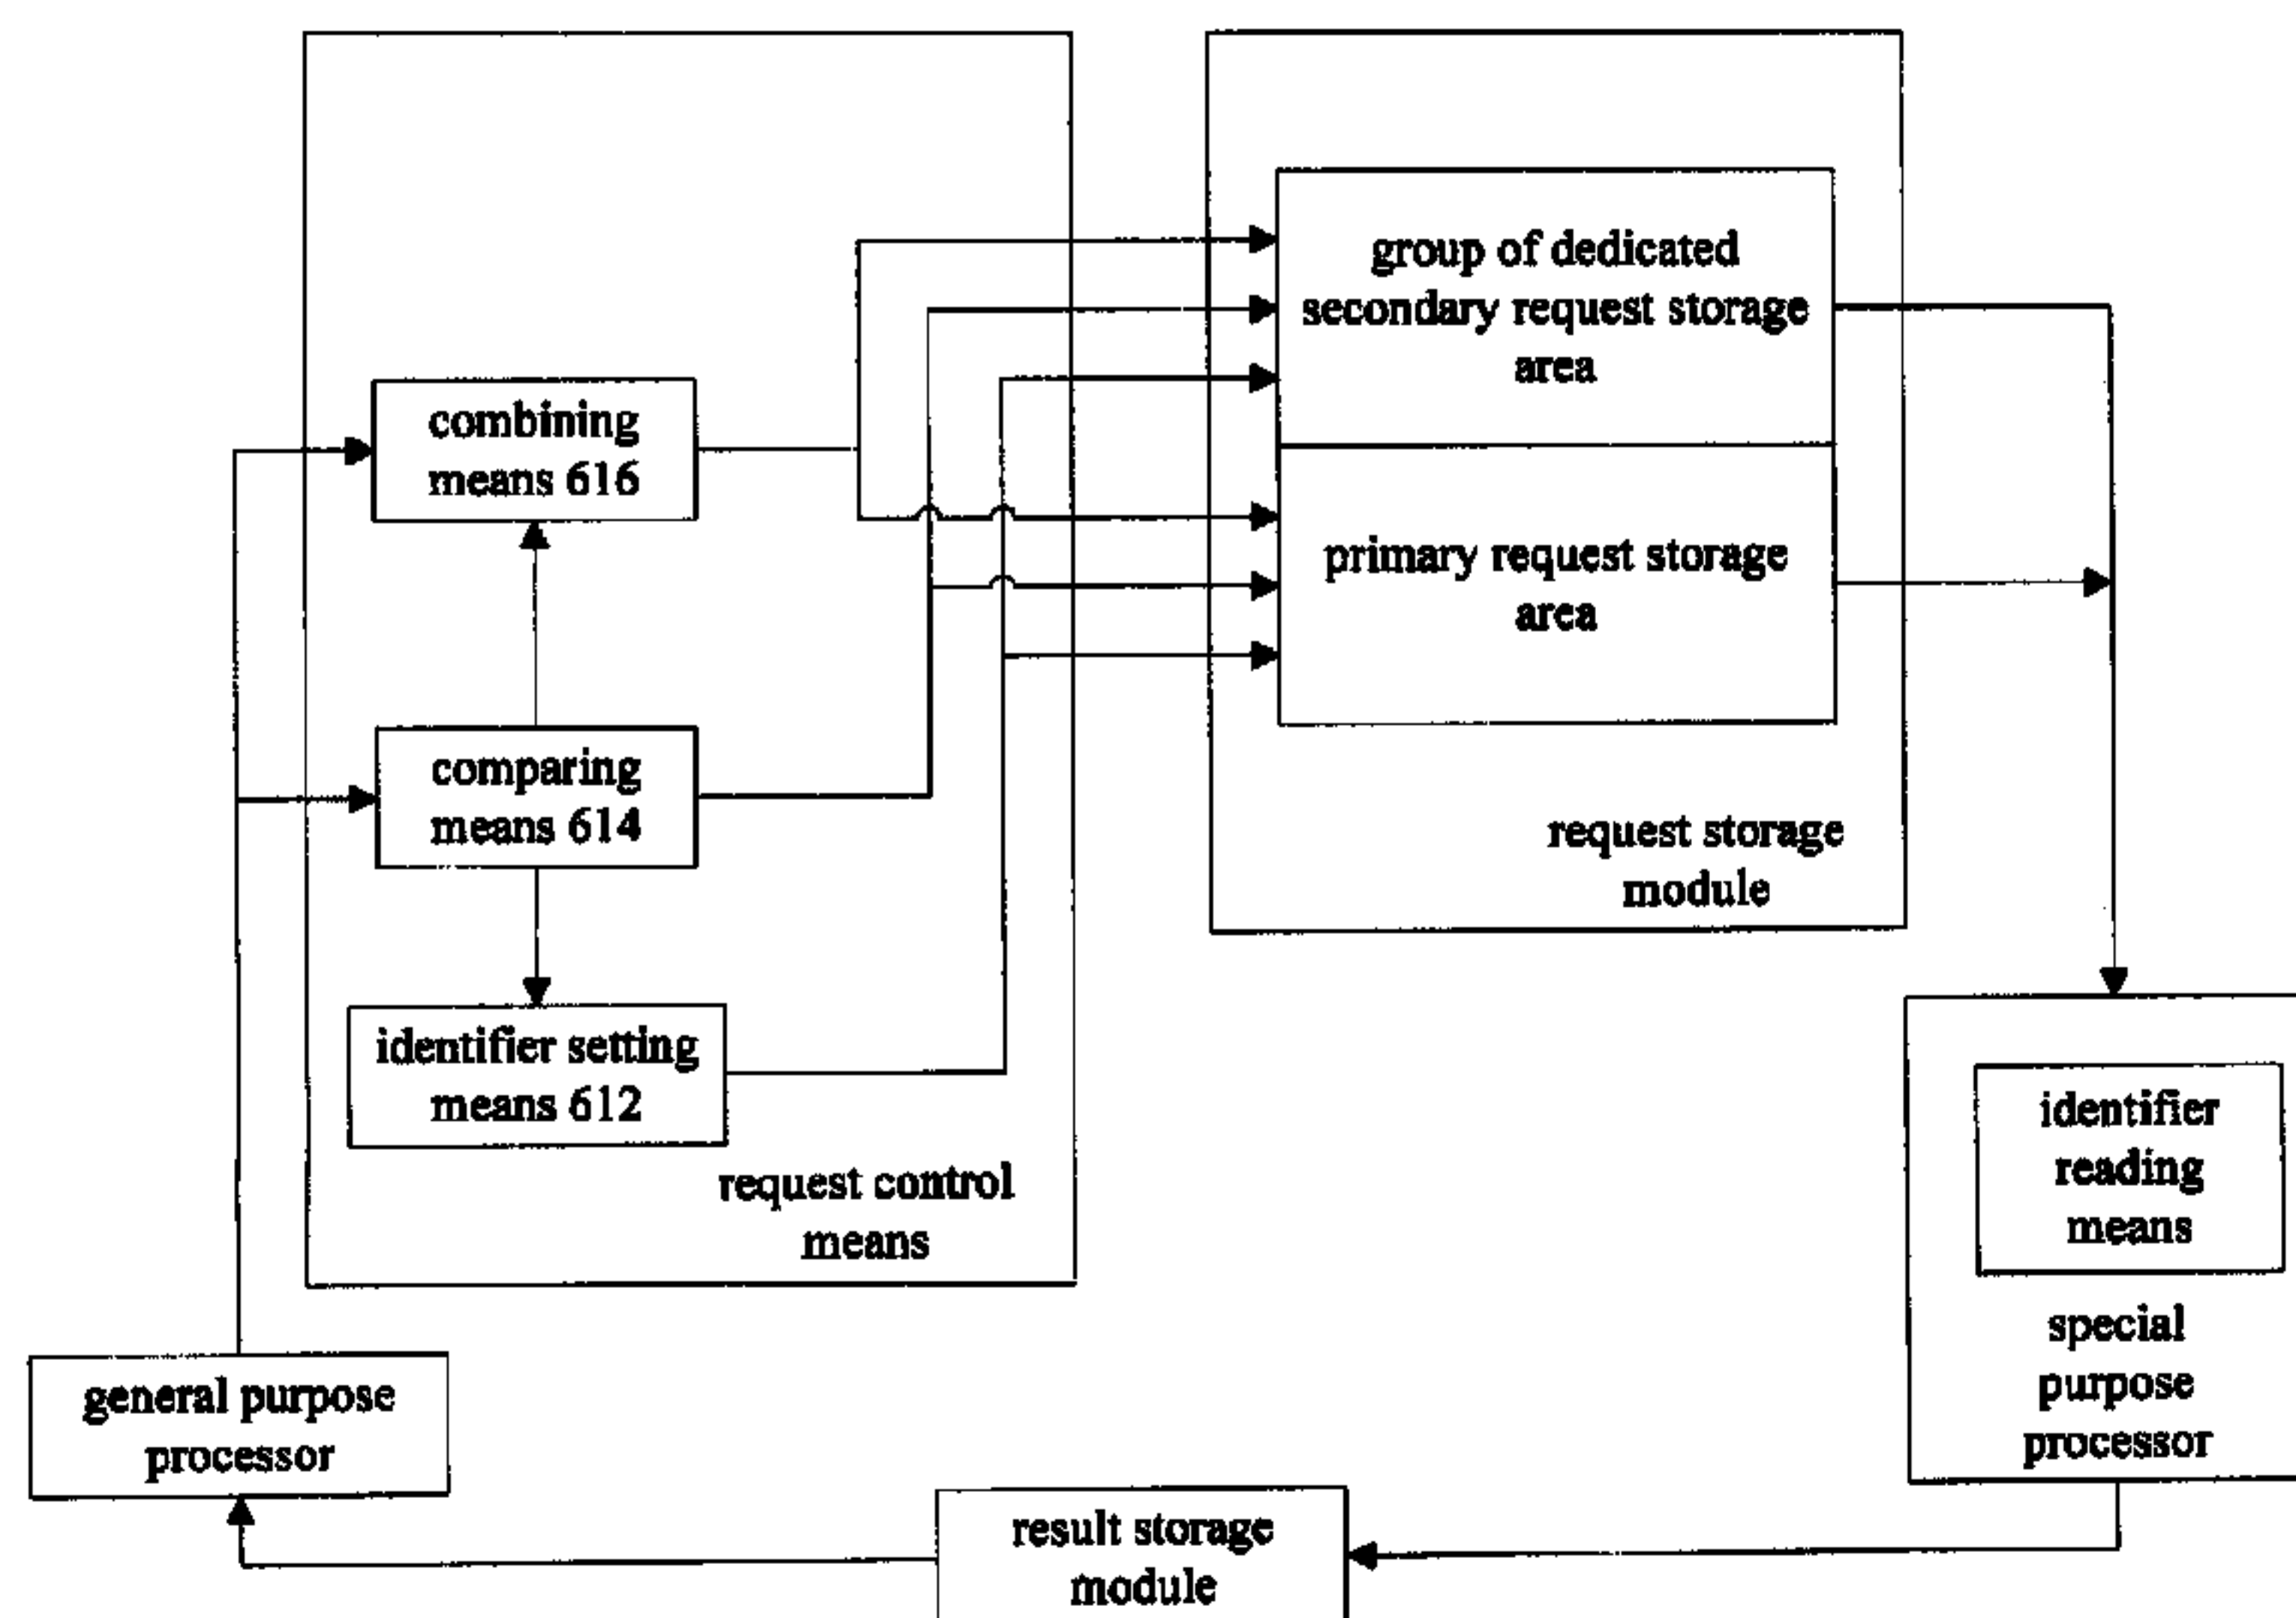 group of dedicated
secondary request storage
area
combining
means 616
primary request storage
area
comparing
means 614
request storage
module
identifier setting
means 612
request control
means
identifier
reading
means
special
purpose
processor
general purpose
processor
result storage
module